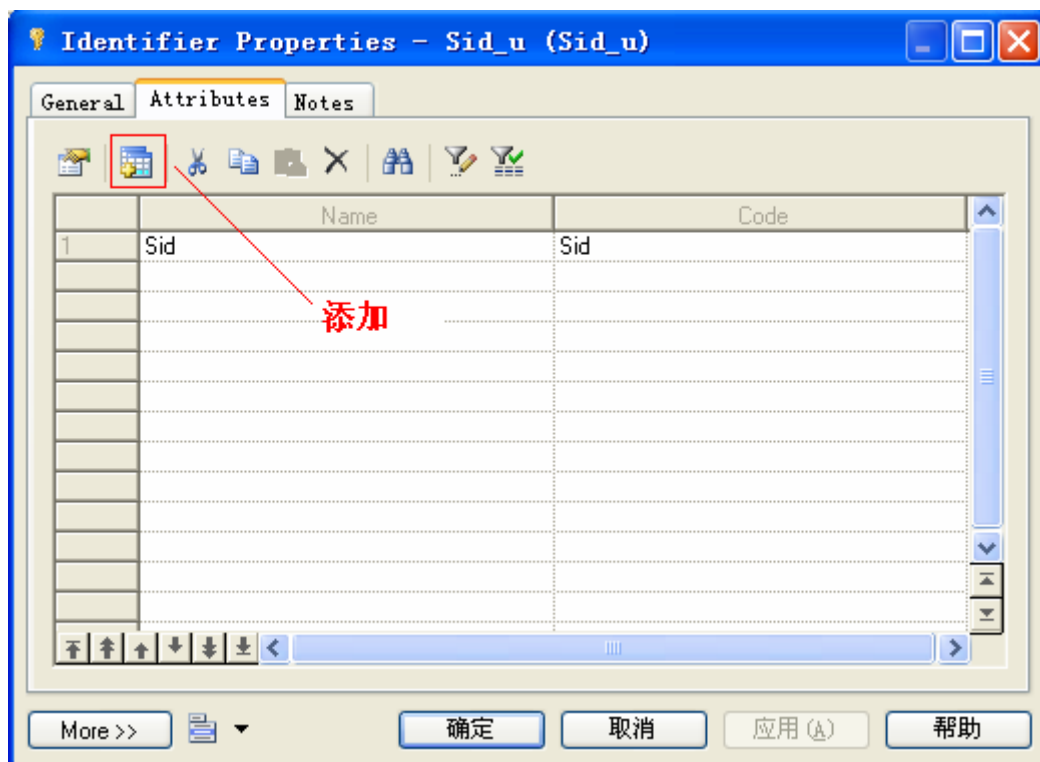 Identifier Properties - Sid_u (Sid_u)
General Attributes Notes
Name Code
1 Sid Sid
添加
More >> 确定 取消 应用(A) 帮助